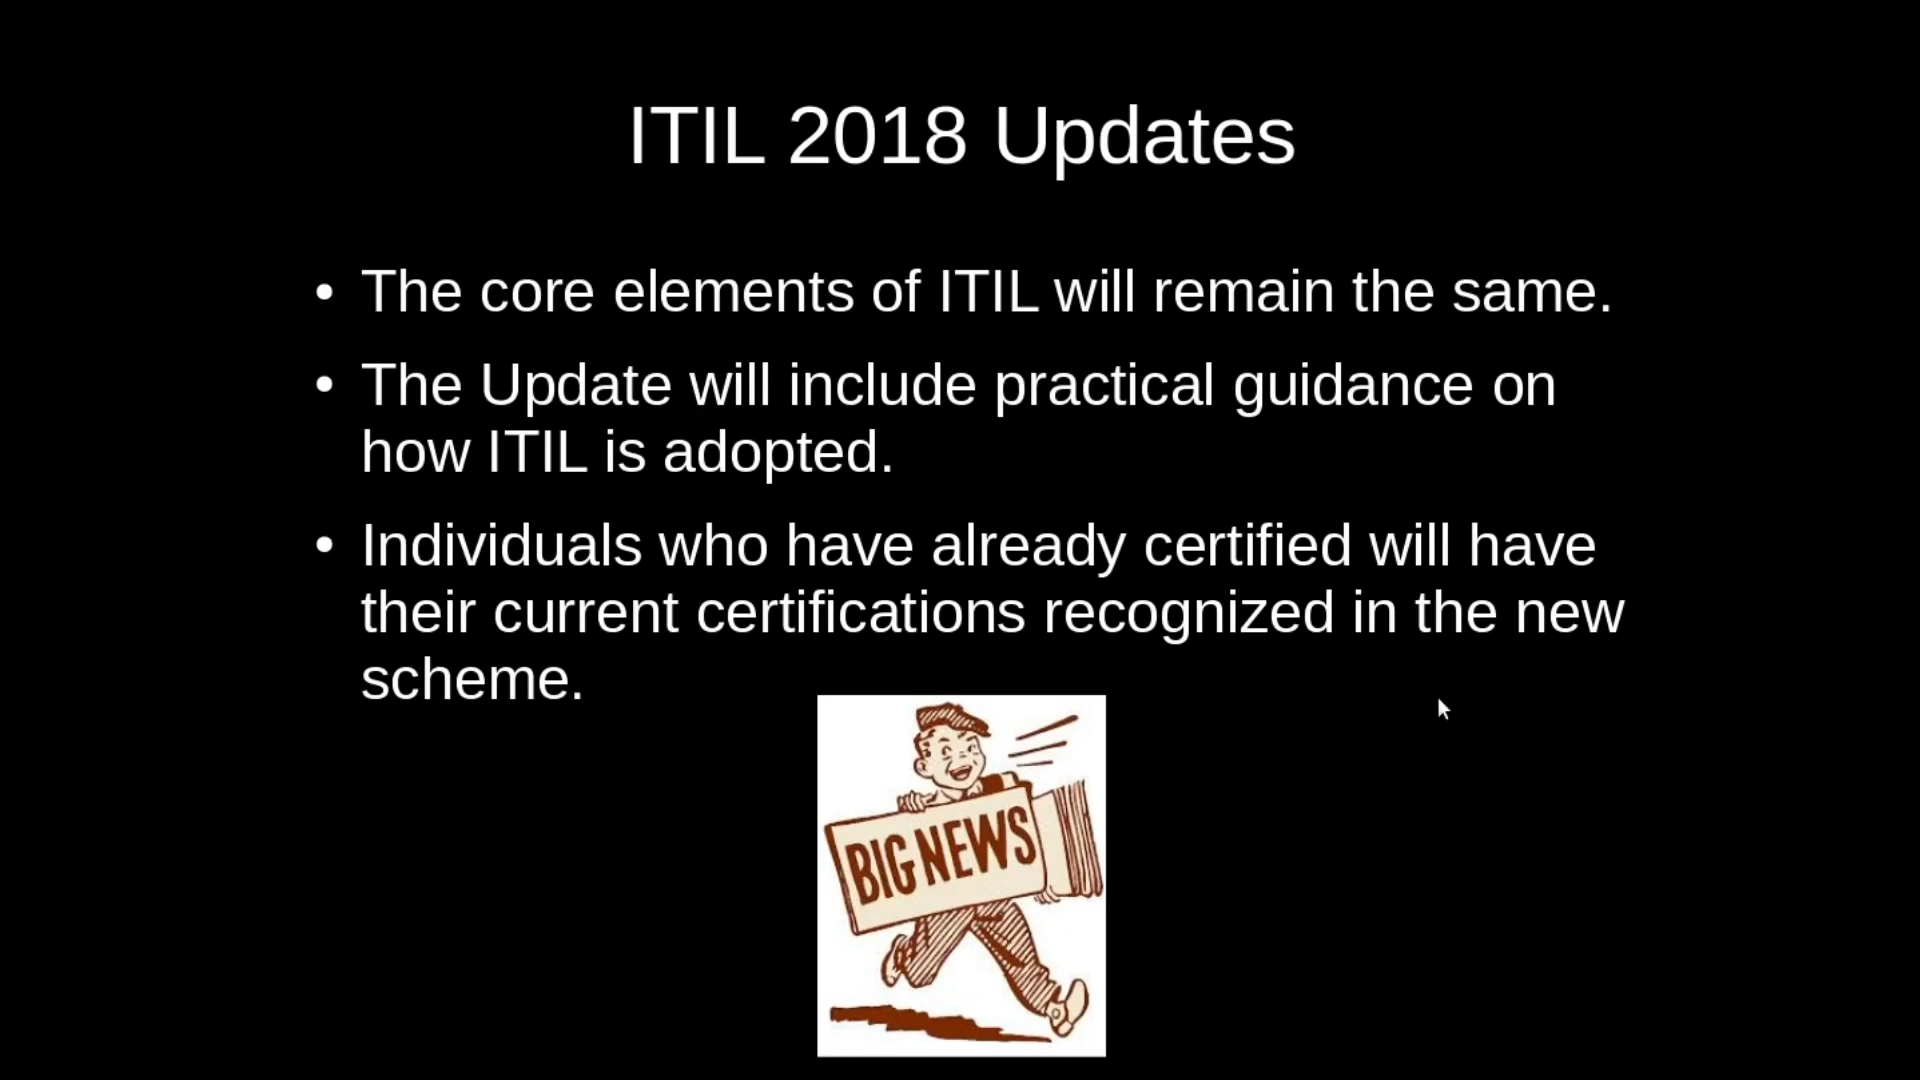 ITIL 2018 Updates
• The core elements of ITIL will remain the same.
• The Update will include practical guidance on
how ITIL is adopted.
• Individuals who have already certified will have
their current certifications recognized in the new
scheme.
BIG NEWS